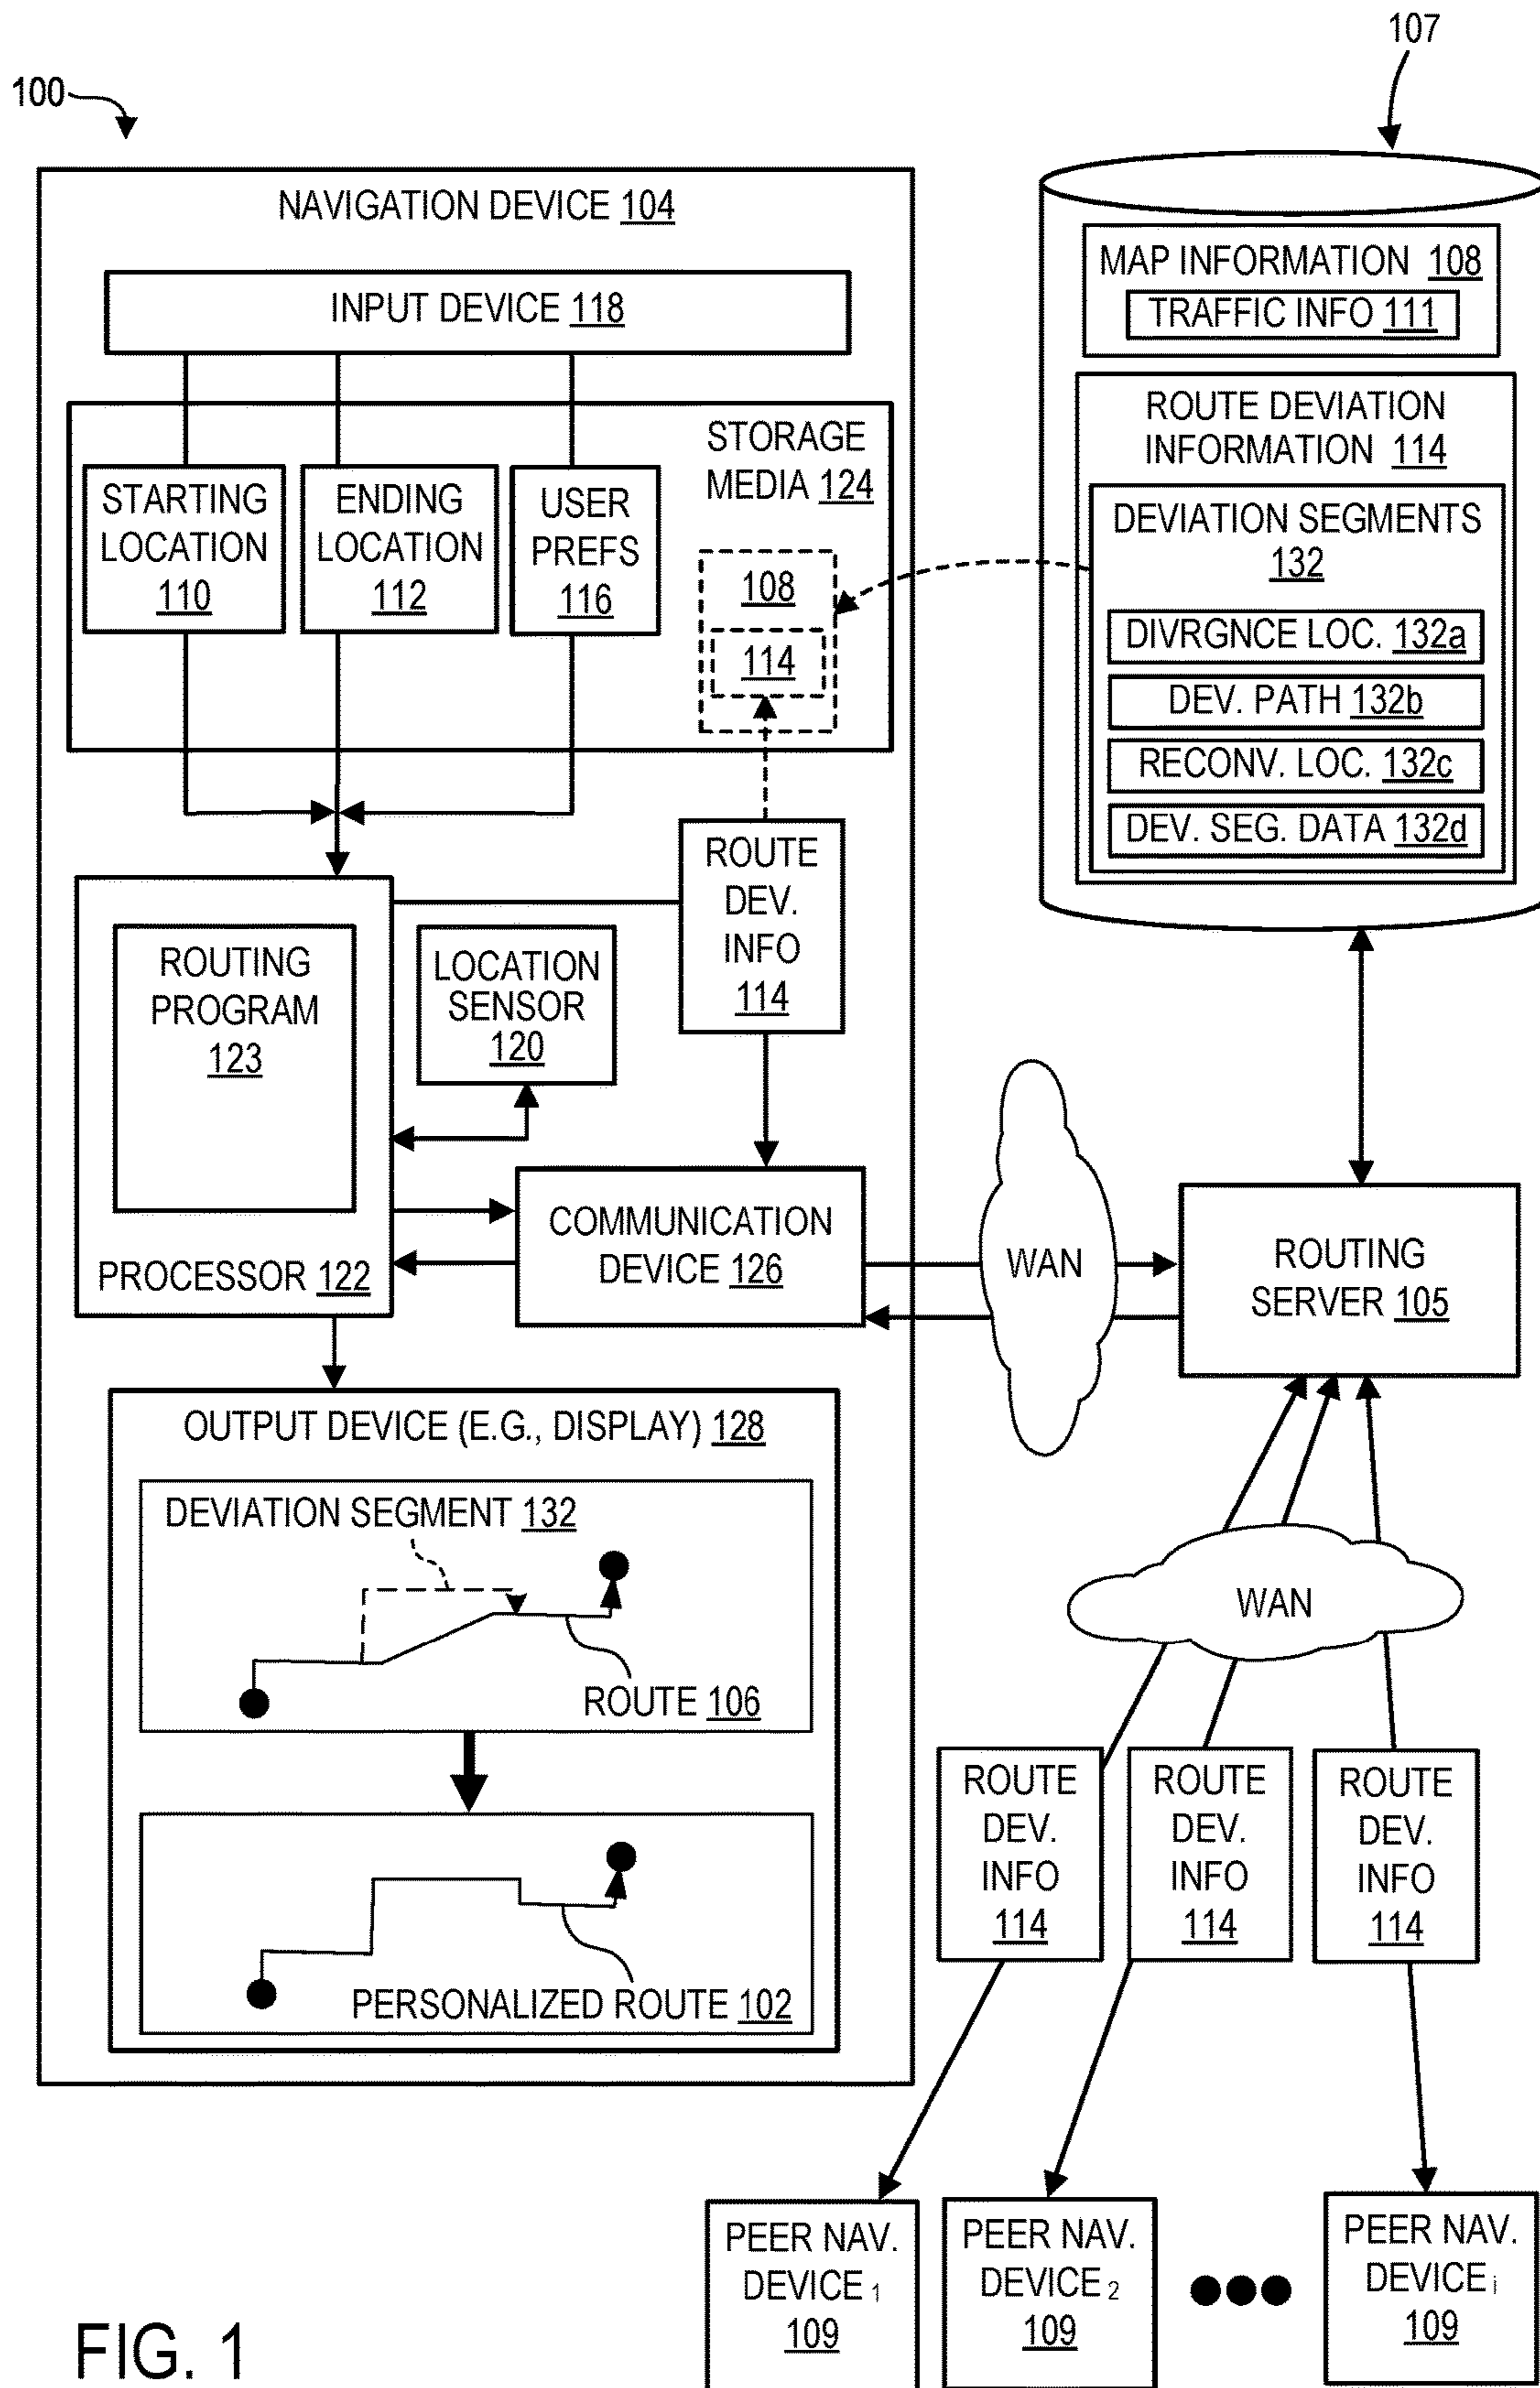 107
100
NAVIGATION DEVICE 104
INPUT DEVICE 118
STORAGE
MEDIA 124
STARTING
LOCATION
110
ENDING
LOCATION
112
USER
PREFS
116
108
114
MAP INFORMATION 108
TRAFFIC INFO 111
ROUTE DEVIATION
INFORMATION 114
DEVIATION SEGMENTS
132
DIVRGNCE LOC. 132a
DEV. PATH 132b
RECONV. LOC. 132c
DEV. SEG. DATA 132d
ROUTING
PROGRAM
123
PROCESSOR 122
LOCATION
SENSOR
120
ROUTE
DEV.
INFO
114
COMMUNICATION
DEVICE 126
WAN
ROUTING
SERVER 105
OUTPUT DEVICE (E.G., DISPLAY) 128
DEVIATION SEGMENT 132
ROUTE 106
PERSONALIZED ROUTE 102
WAN
ROUTE
DEV.
INFO
114
ROUTE
DEV.
INFO
114
ROUTE
DEV.
INFO
114
PEER NAV.
DEVICE 1
109
PEER NAV.
DEVICE 2
109
PEER NAV.
DEVICE i
109
FIG. 1